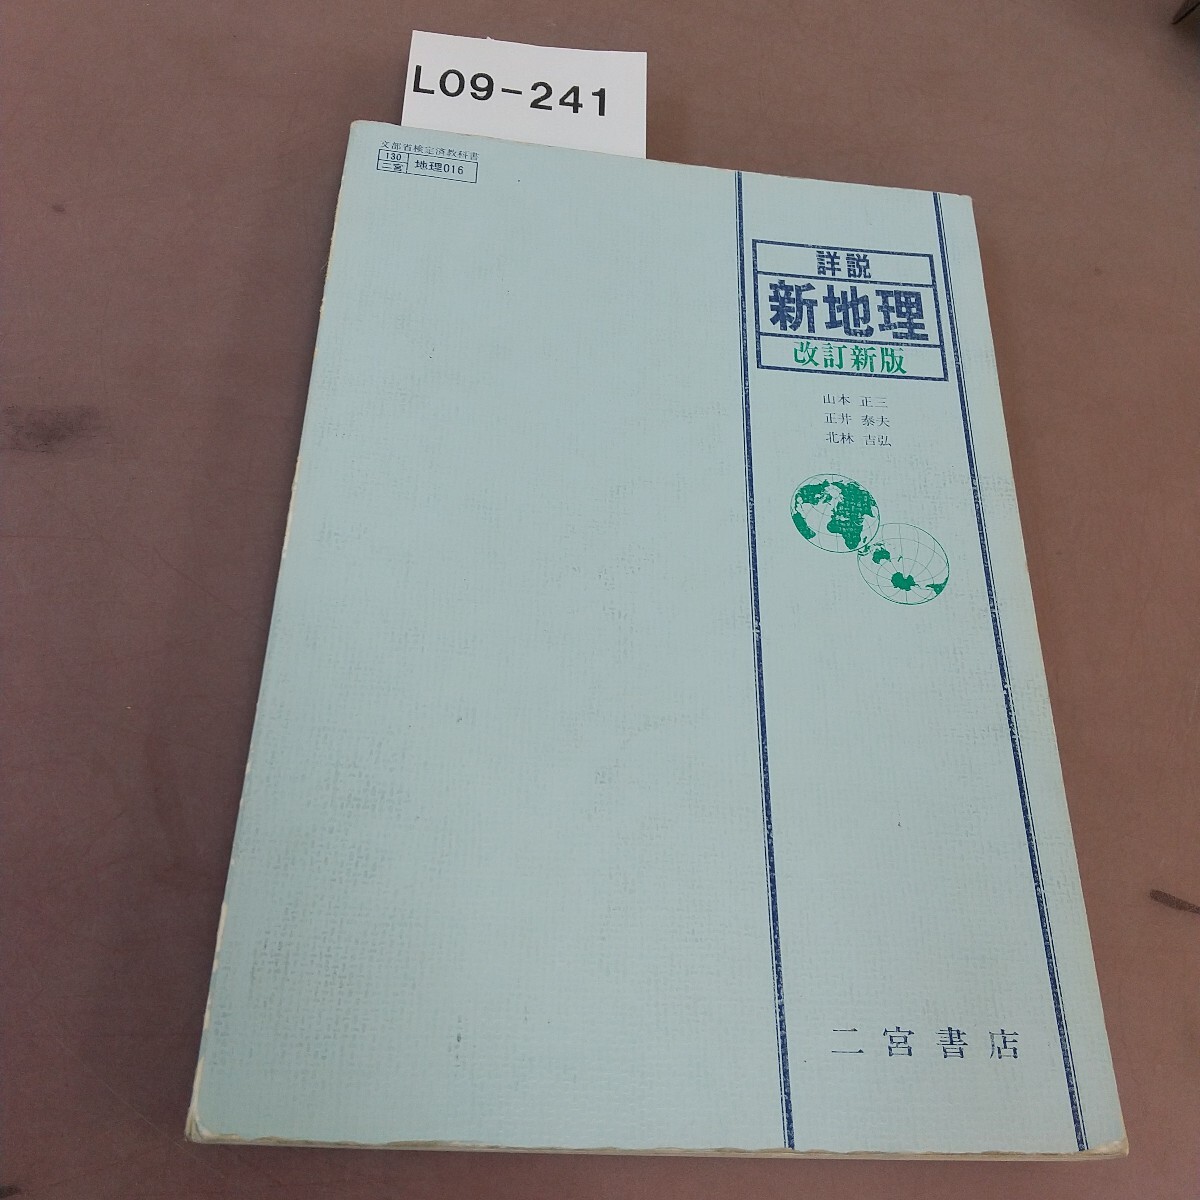 L09-241
文部省検定済教科書
130
二宮
地理016
詳説
新地理
改訂新版
山本 正三
正井 泰夫
北林 吉弘
二宮書店